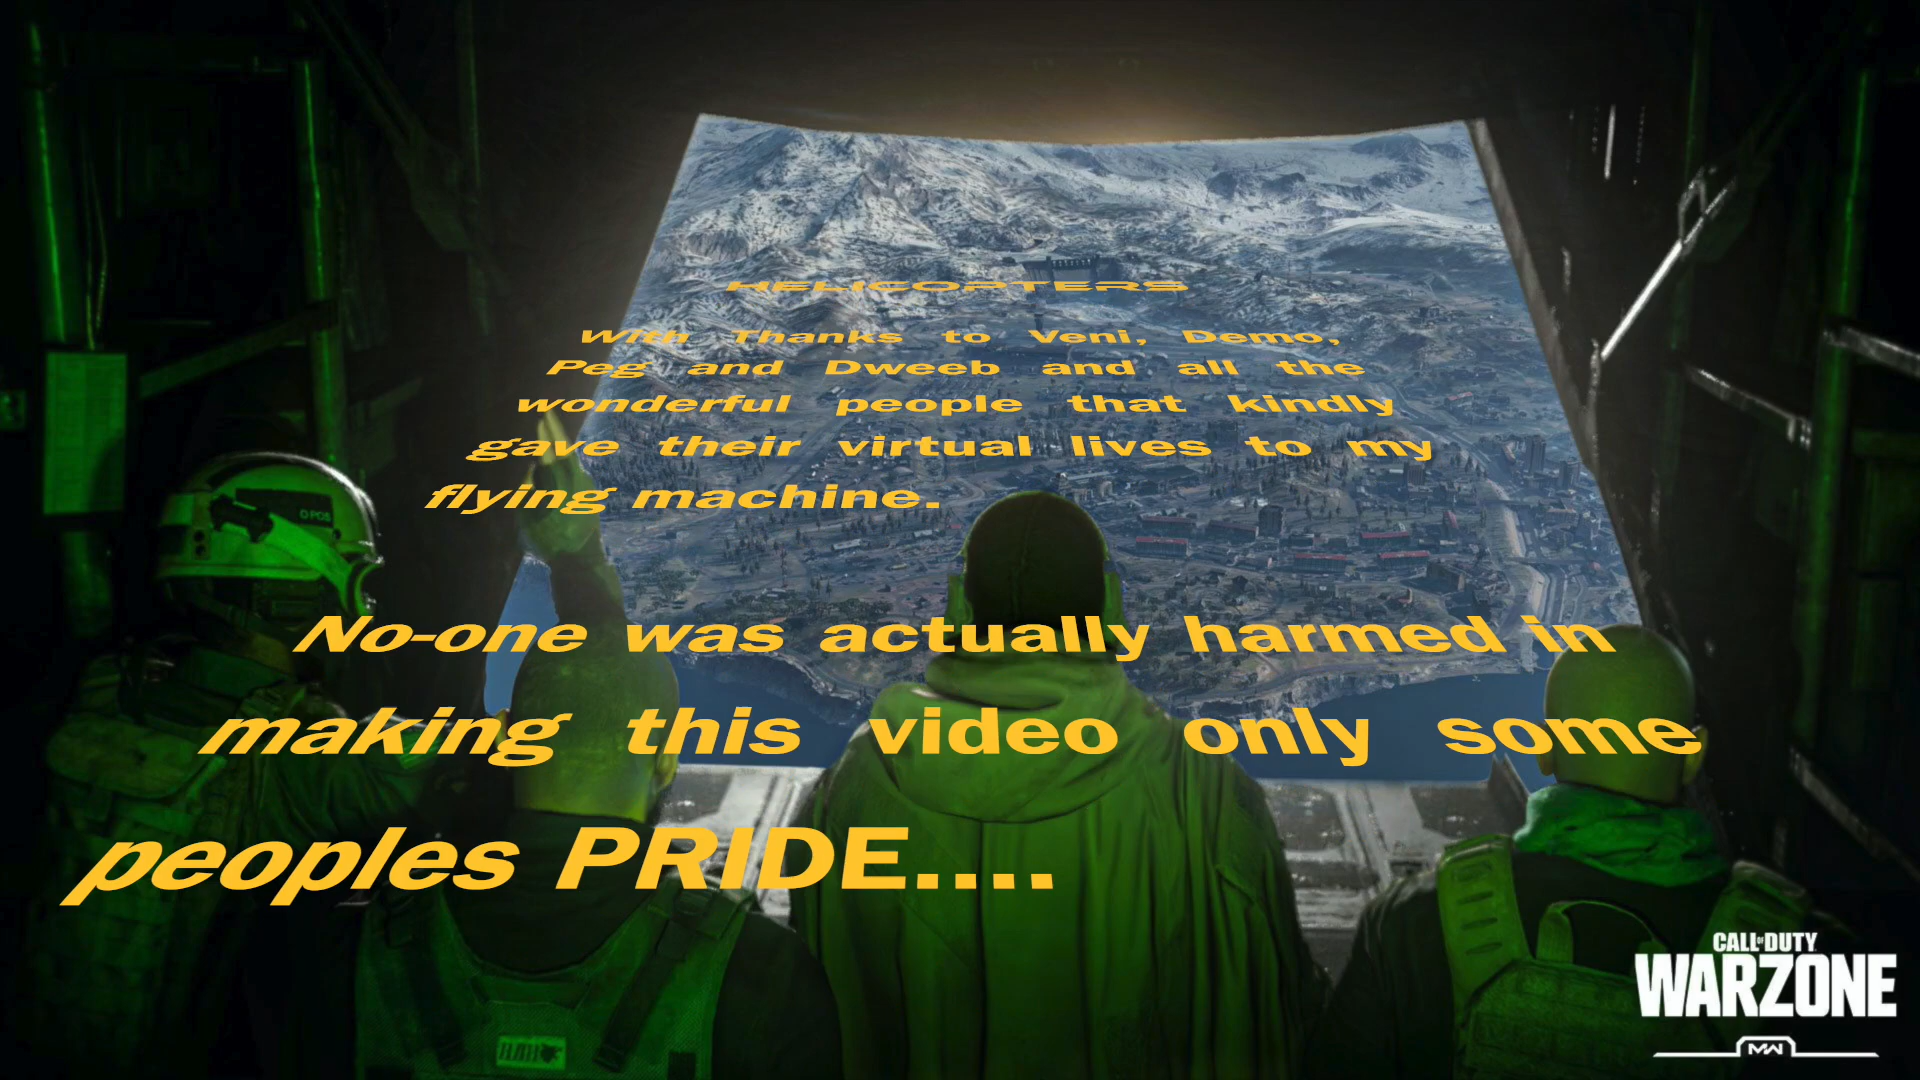 HELICOPTERS
With Thanks to Veni, Demo,
Peg and Dweeb and all the
wonderful people that kindly
gave their virtual lives to my
flying machine.
No-one was actually harmed in
making this video only some
peoples PRIDE....
O POS
CALL OF DUTY
WARZONE
MW